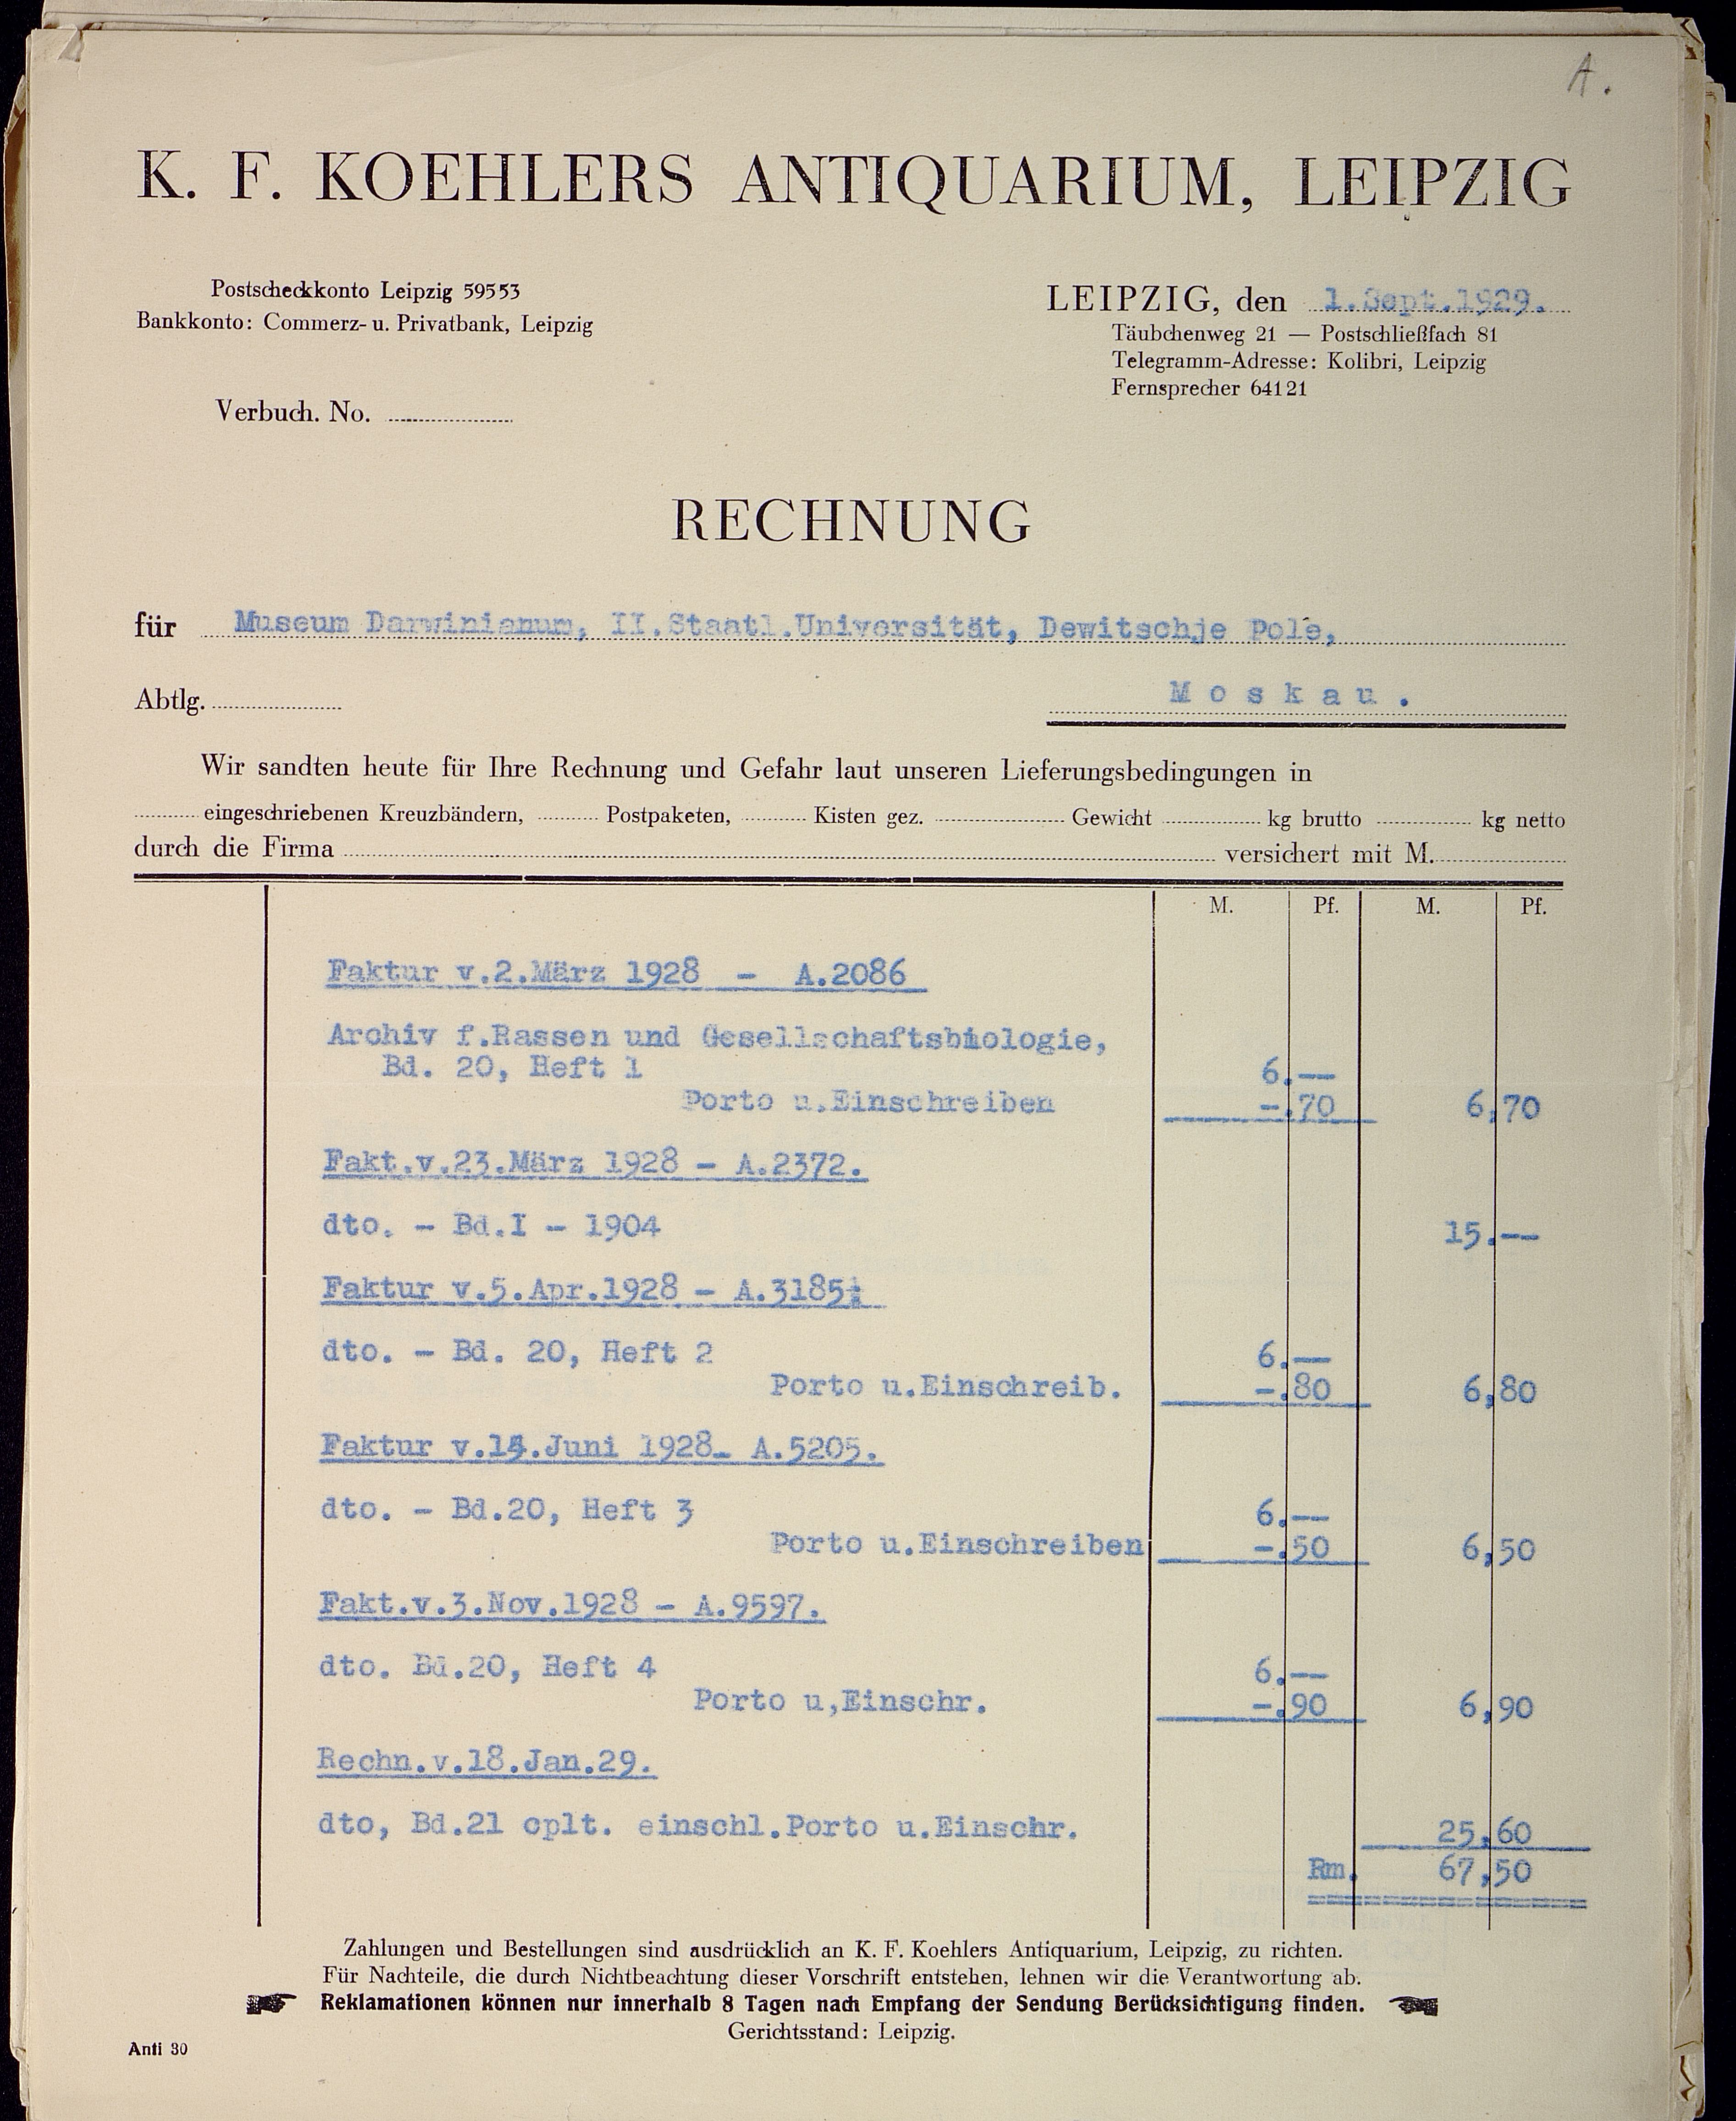 A.
K. F. KOEHLERS ANTIQUARIUM, LEIPZIG
Postscheckkonto Leipzig 59553
Bankkonto: Commerz- u. Privatbank, Leipzig
Verbuch. No.
LEIPZIG, den 1.Sept.1929.
Täubchenweg 21 — Postschließfach 81
Telegramm-Adresse: Kolibri, Leipzig
Fernsprecher 64121
RECHNUNG
für Museum Darwinianum, II.Staatl.Universität, Dewitschje Pole,
Abtlg. Moskau.
Wir sandten heute für Ihre Rechnung und Gefahr laut unseren Lieferungsbedingungen in
eingeschriebenen Kreuzbändern, Postpaketen, Kisten gez. Gewicht kg brutto kg netto
durch die Firma versichert mit M.
M. Pf. M. Pf.
Faktur v.2.März 1928 - A.2086
Archiv f.Rassen und Gesellschaftsbiologie,
Bd. 20, Heft 1 6.--
Porto u.Einschreiben -.70 6,70
Fakt.v.23.März 1928 - A.2372.
dto. - Bd.I - 1904 15.--
Faktur v.5.Apr.1928 - A.3185.
dto. - Bd. 20, Heft 2 6.--
Porto u.Einschreib. -.80 6,80
Faktur Juni 1928- A.5205.
dto. - Bd.20, Heft 3 6.--
Porto u.Einschreiben -.50 6,50
Fakt.v.3.Nov.1928 - A.9597.
dto. Bd.20, Heft 4 6.--
Porto u,Einschr. -.90 6,90
Rechn.v.18.Jan.29.
dto, Bd.21 cplt. einschl.Porto u.Einschr. 25,60
Rm. 67,50
Zahlungen und Bestellungen sind ausdrücklich an K. F. Koehlers Antiquarium, Leipzig, zu richten.
Für Nachteile, die durch Nichtbeachtung dieser Vorschrift entstehen, lehnen wir die Verantwortung ab.
Reklamationen können nur innerhalb 8 Tagen nach Empfang der Sendung Berücksichtigung finden.
Gerichtsstand: Leipzig.
Anti 30